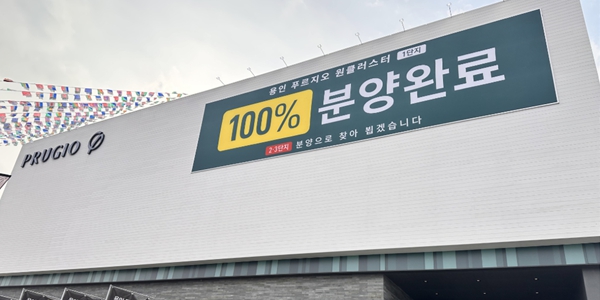 용인 푸르지오 원클러스터 1단지
100% 분양완료
2·3단지 분양으로 찾아 뵙겠습니다
PRUGIO